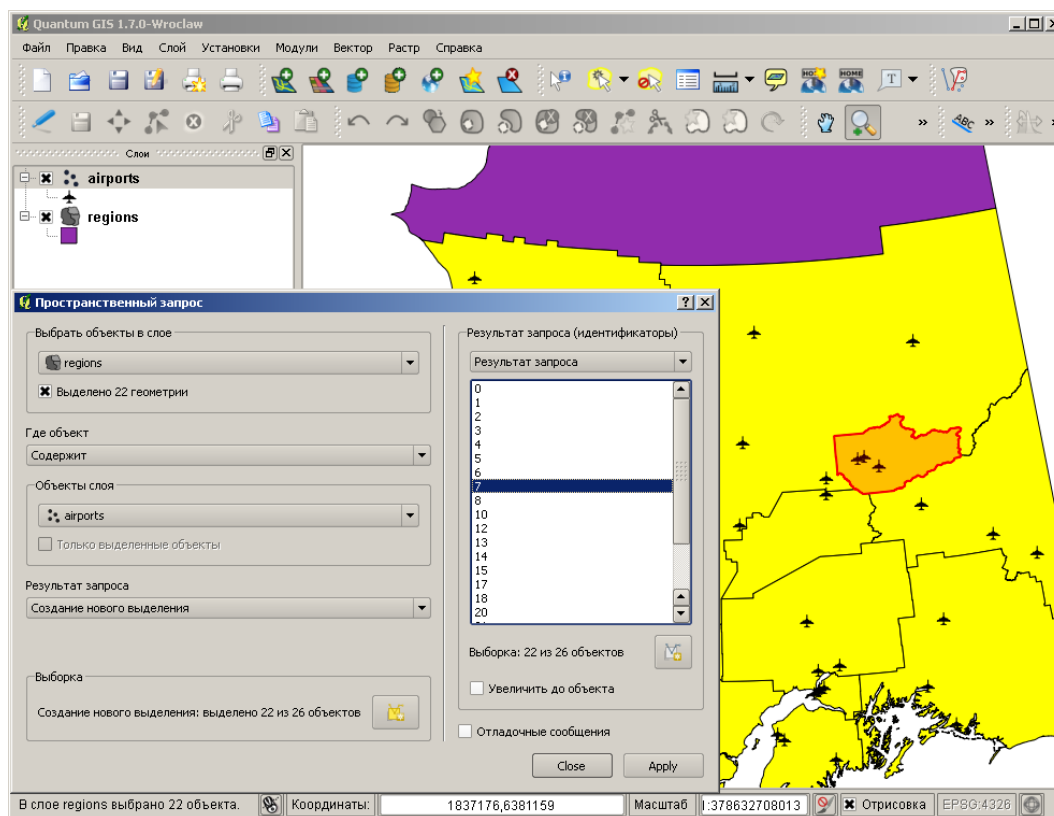 Quantum GIS 1.7.0-Wroclaw
Файл Правка Вид Слой Установки Модули Вектор Растр Справка
HOME
T
ABC
Слои
airports
regions
Пространственный запрос
Выбрать объекты в слое
regions
Выделено 22 геометрии
Где объект
Содержит
Объекты слоя
airports
Только выделенные объекты
Результат запроса
Создание нового выделения
Выборка
Создание нового выделения: выделено 22 из 26 объектов
Результат запроса (идентификаторы)
Результат запроса
0
1
2
3
4
5
6
7
8
10
12
13
14
15
17
18
20
Выборка: 22 из 26 объектов
Увеличить до объекта
Отладочные сообщения
Close Apply
В слое regions выбрано 22 объекта. Координаты: 1837176,6381159 Масштаб :378632708013 Отрисовка EPSG:4326